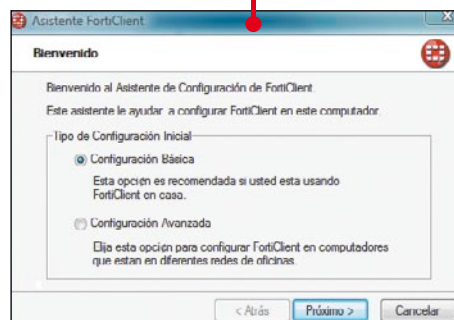 Asistente FortiClient
Bienvenido
Bienvenido al Asistente de Configuración de FortiClient.
Este asistente le ayudar a configurar FortiClient en este computador.
Tipo de Configuración Inicial
Configuración Básica
Esta opción es recomendada si usted esta usando
FortiClient en casa.
Configuración Avanzada
Elija esta opción para configurar FortiClient en computadores
que estan en diferentes redes de oficinas.
< Atrás
Próximo >
Cancelar